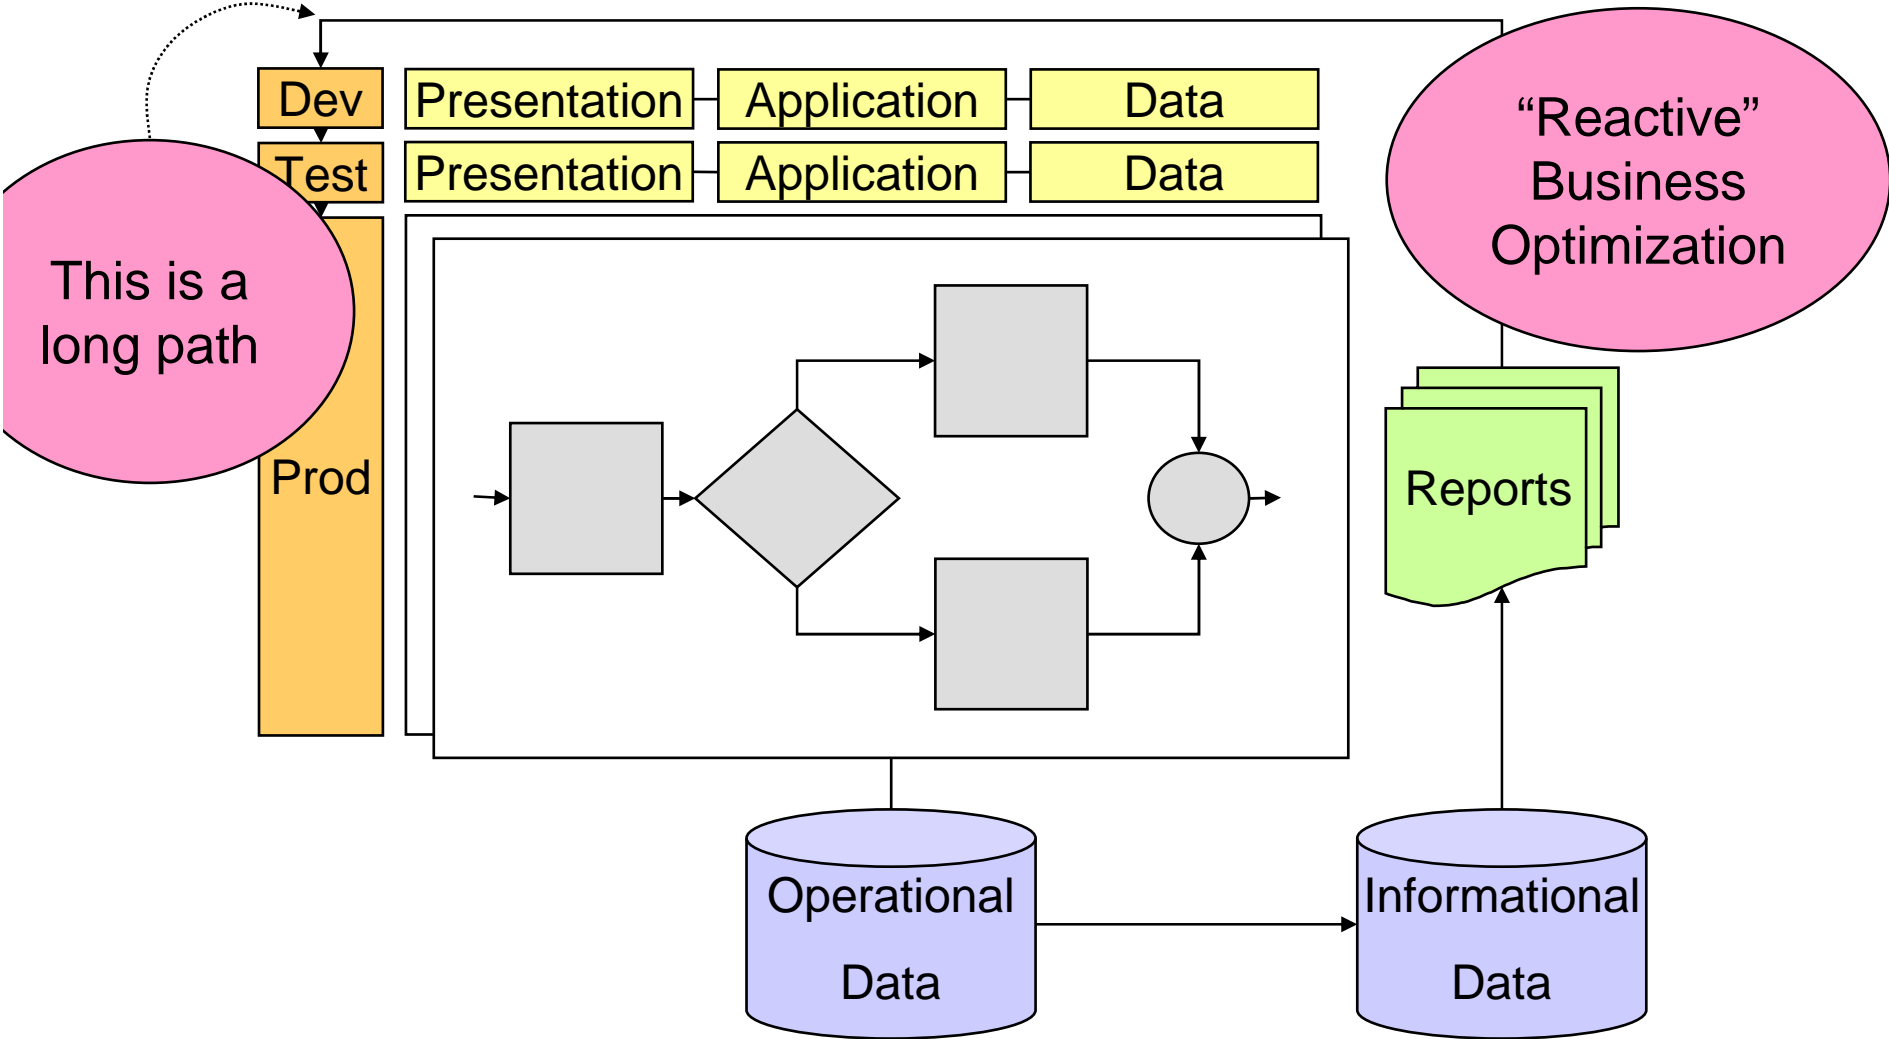 Dev
Presentation
Application
Data
Test
Presentation
Application
Data
“Reactive”
Business
Optimization
This is a
long path
Prod
Reports
Operational
Data
Informational
Data